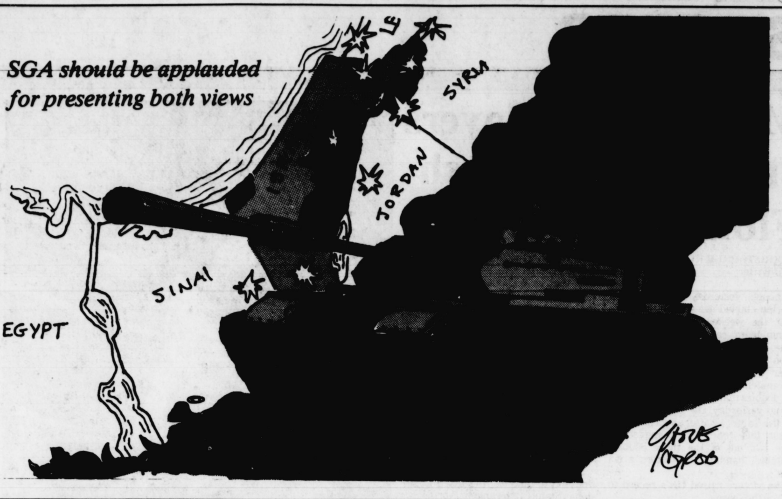 SGA should be applauded
for presenting both views
SYRIA
JORDAN
SINAI
EGYPT